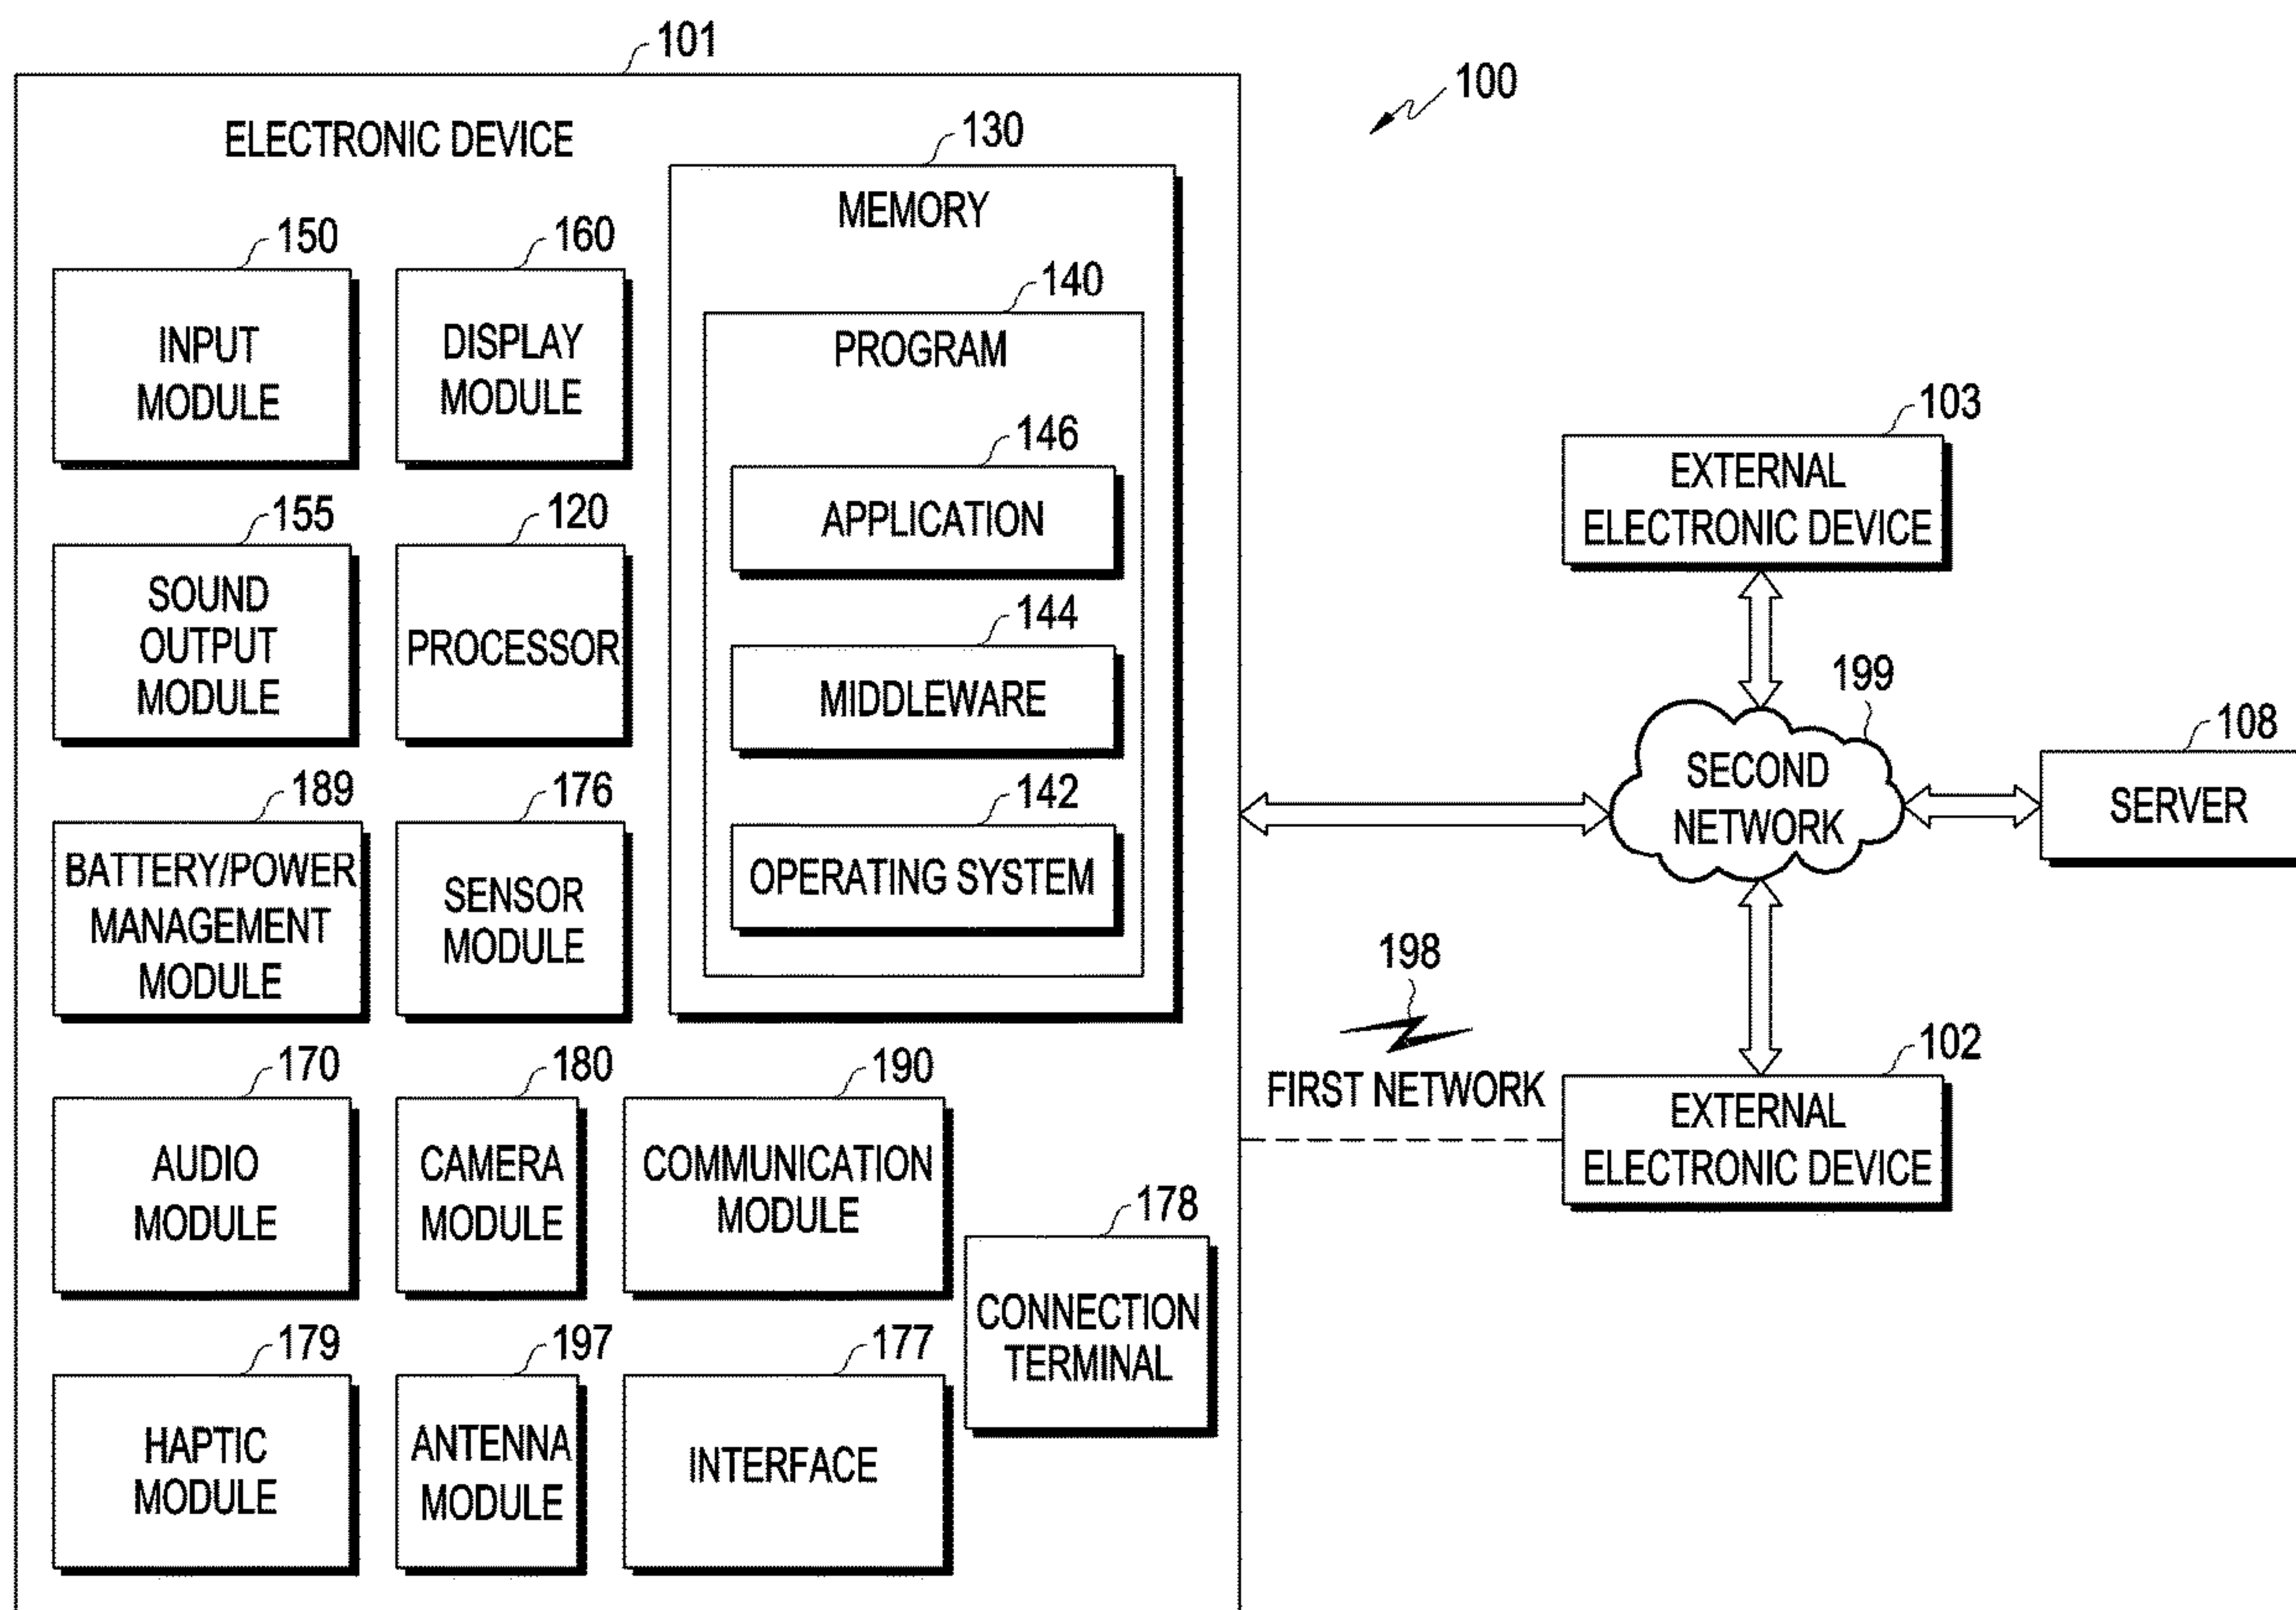 101
100
ELECTRONIC DEVICE
130
MEMORY
150
INPUT
MODULE
160
DISPLAY
MODULE
140
PROGRAM
146
APPLICATION
144
MIDDLEWARE
142
OPERATING SYSTEM
155
SOUND
OUTPUT
MODULE
120
PROCESSOR
189
BATTERY/POWER
MANAGEMENT
MODULE
176
SENSOR
MODULE
170
AUDIO
MODULE
180
CAMERA
MODULE
190
COMMUNICATION
MODULE
178
CONNECTION
TERMINAL
179
HAPTIC
MODULE
197
ANTENNA
MODULE
177
INTERFACE
103
EXTERNAL
ELECTRONIC DEVICE
199
SECOND
NETWORK
108
SERVER
198
FIRST NETWORK
102
EXTERNAL
ELECTRONIC DEVICE